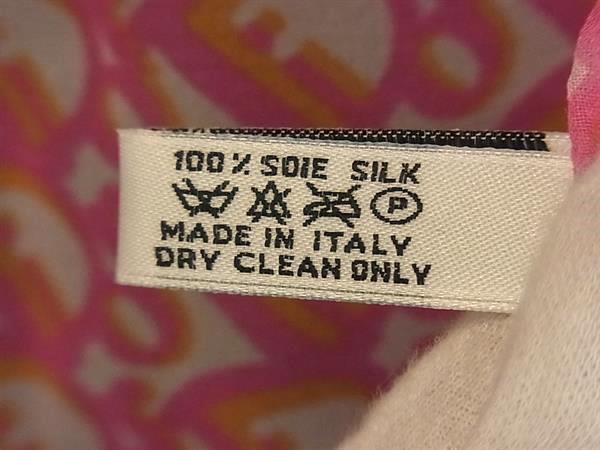 100% SOIE SILK
P
MADE IN ITALY
DRY CLEAN ONLY